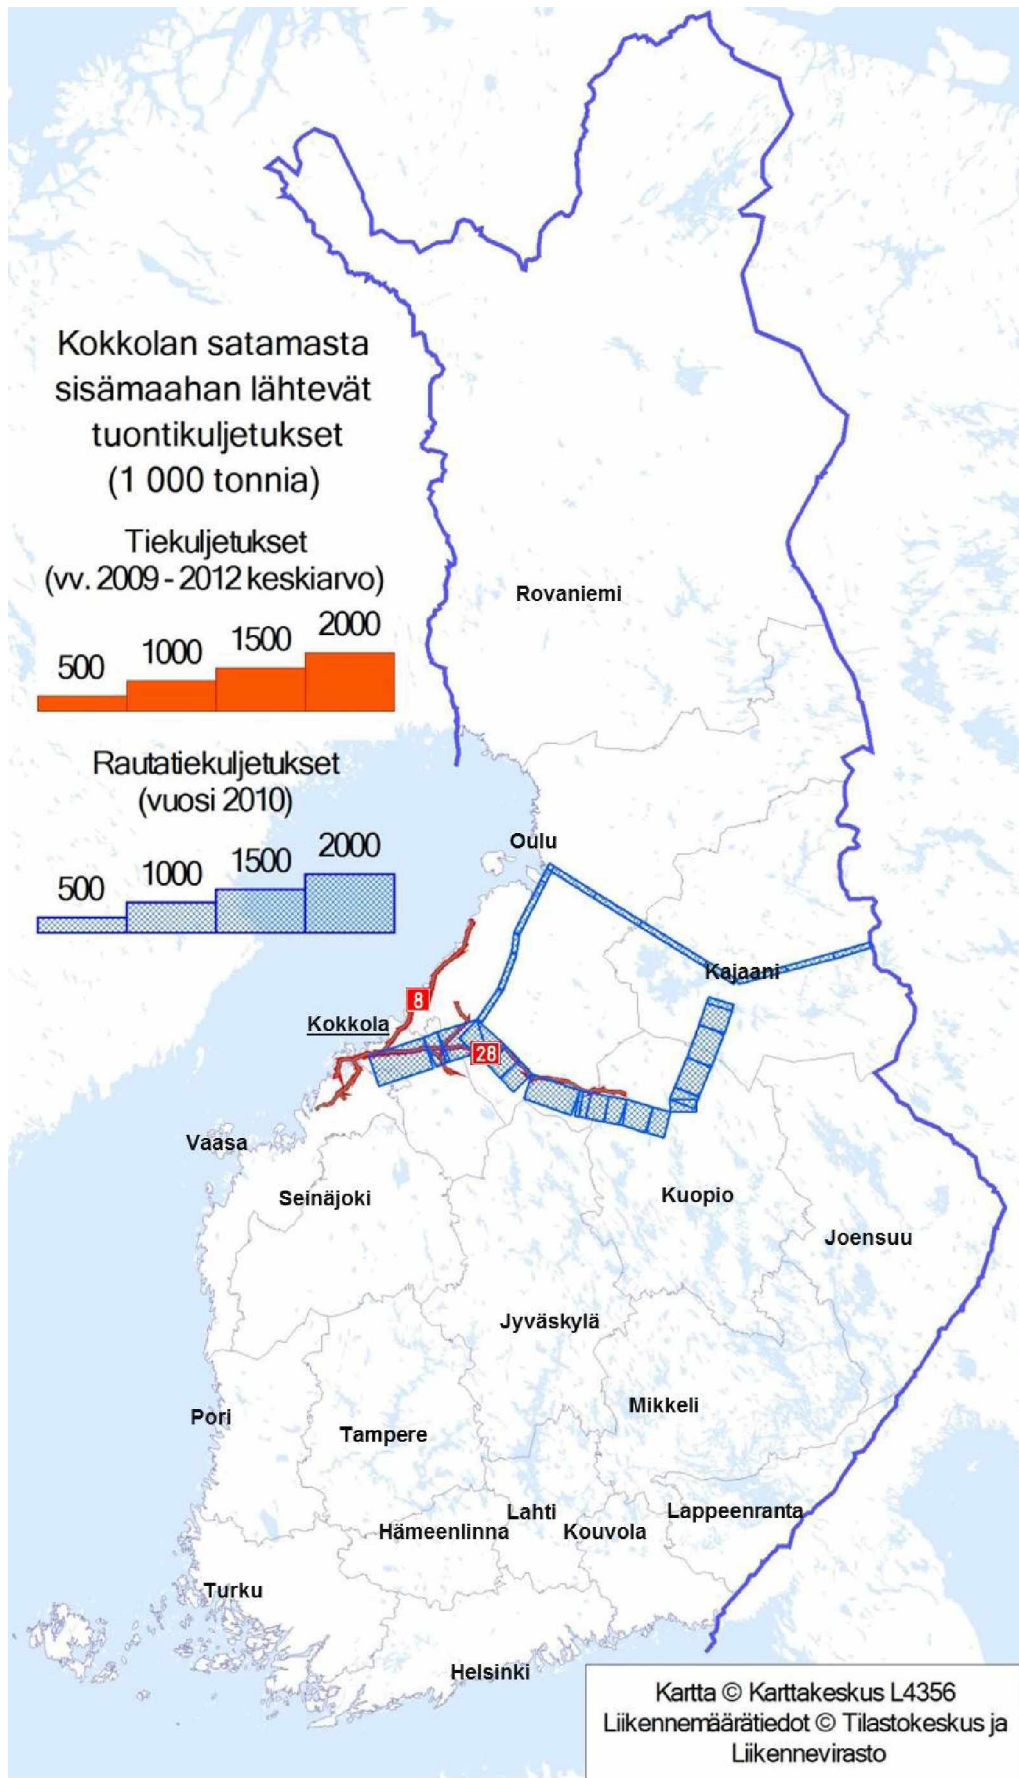 Kokkolan satamasta
sisämaahan lähtevät
tuontikuljetukset
(1 000 tonnia)
Tiekuljetukset
(vv. 2009 - 2012 keskiarvo)
500 1000 1500 2000
Rautatiekuljetukset
(vuosi 2010)
500 1000 1500 2000
Rovaniemi
Oulu
Kajaani
8
Kokkola
28
Vaasa
Seinäjoki
Kuopio
Joensuu
Jyväskylä
Mikkeli
Pori
Tampere
Lahti
Lappeenranta
Hämeenlinna
Kouvola
Turku
Helsinki
Kartta © Karttakeskus L4356
Liikennemäärätiedot © Tilastokeskus ja
Liikennevirasto